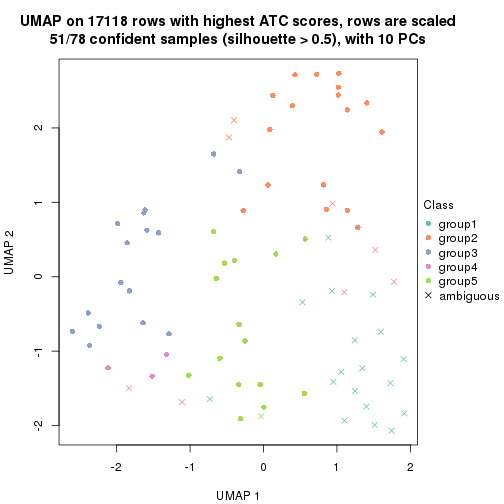 UMAP on 17118 rows with highest ATC scores, rows are scaled
51/78 confident samples (silhouette > 0.5), with 10 PCs
UMAP 2
2
1
0
-1
-2
-2
-1
0
1
2
UMAP 1
Class
group1
group2
group3
group4
group5
ambiguous